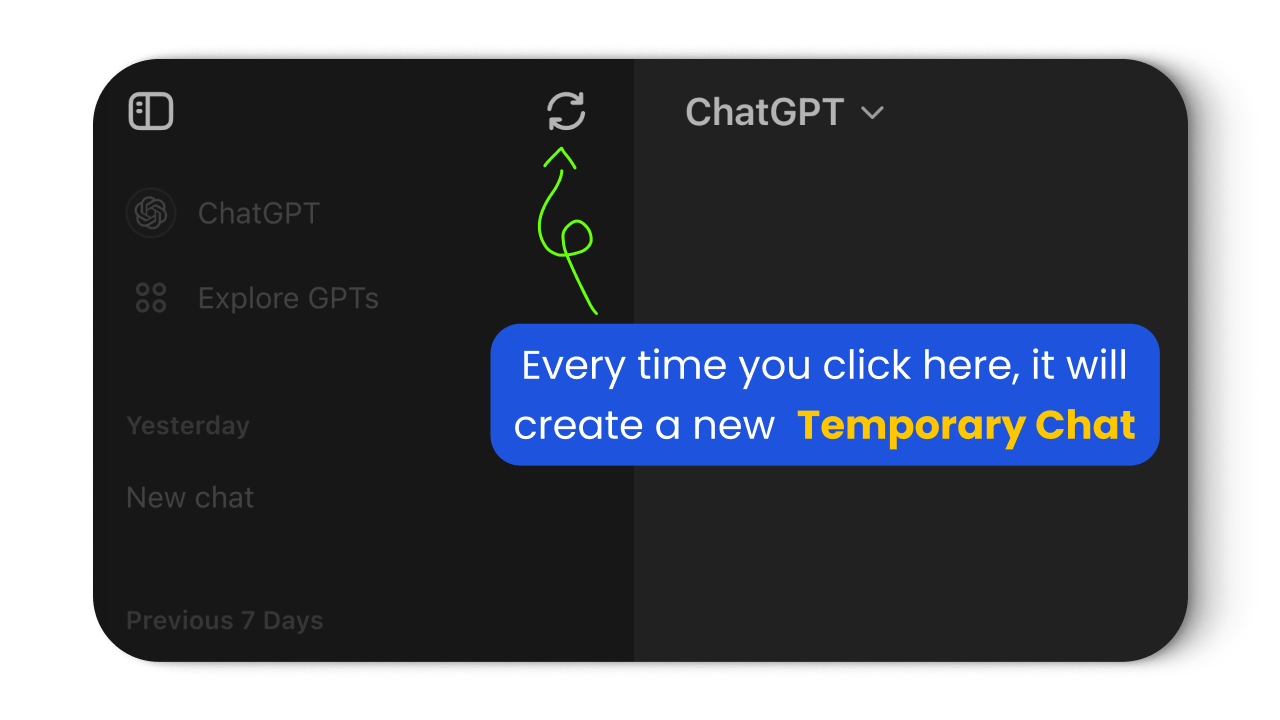 ChatGPT
ChatGPT
Explore GPTs
Every time you click here, it will
create a new Temporary Chat
Yesterday
New chat
Previous 7 Days